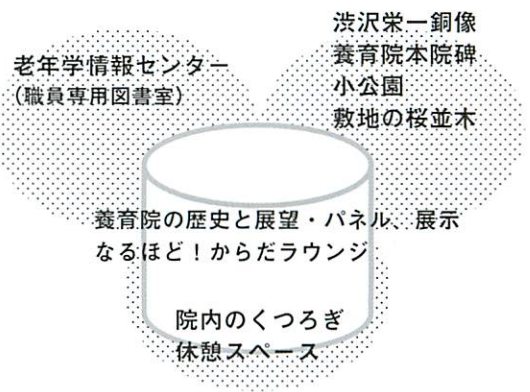 老年学情報センター
(職員専用図書室)
渋沢栄一銅像
養育院本院碑
小公園
敷地の桜並木
養育院の歴史と展望・パネル、展示
なるほど！からだラウンジ
院内のくつろぎ
休憩スペース